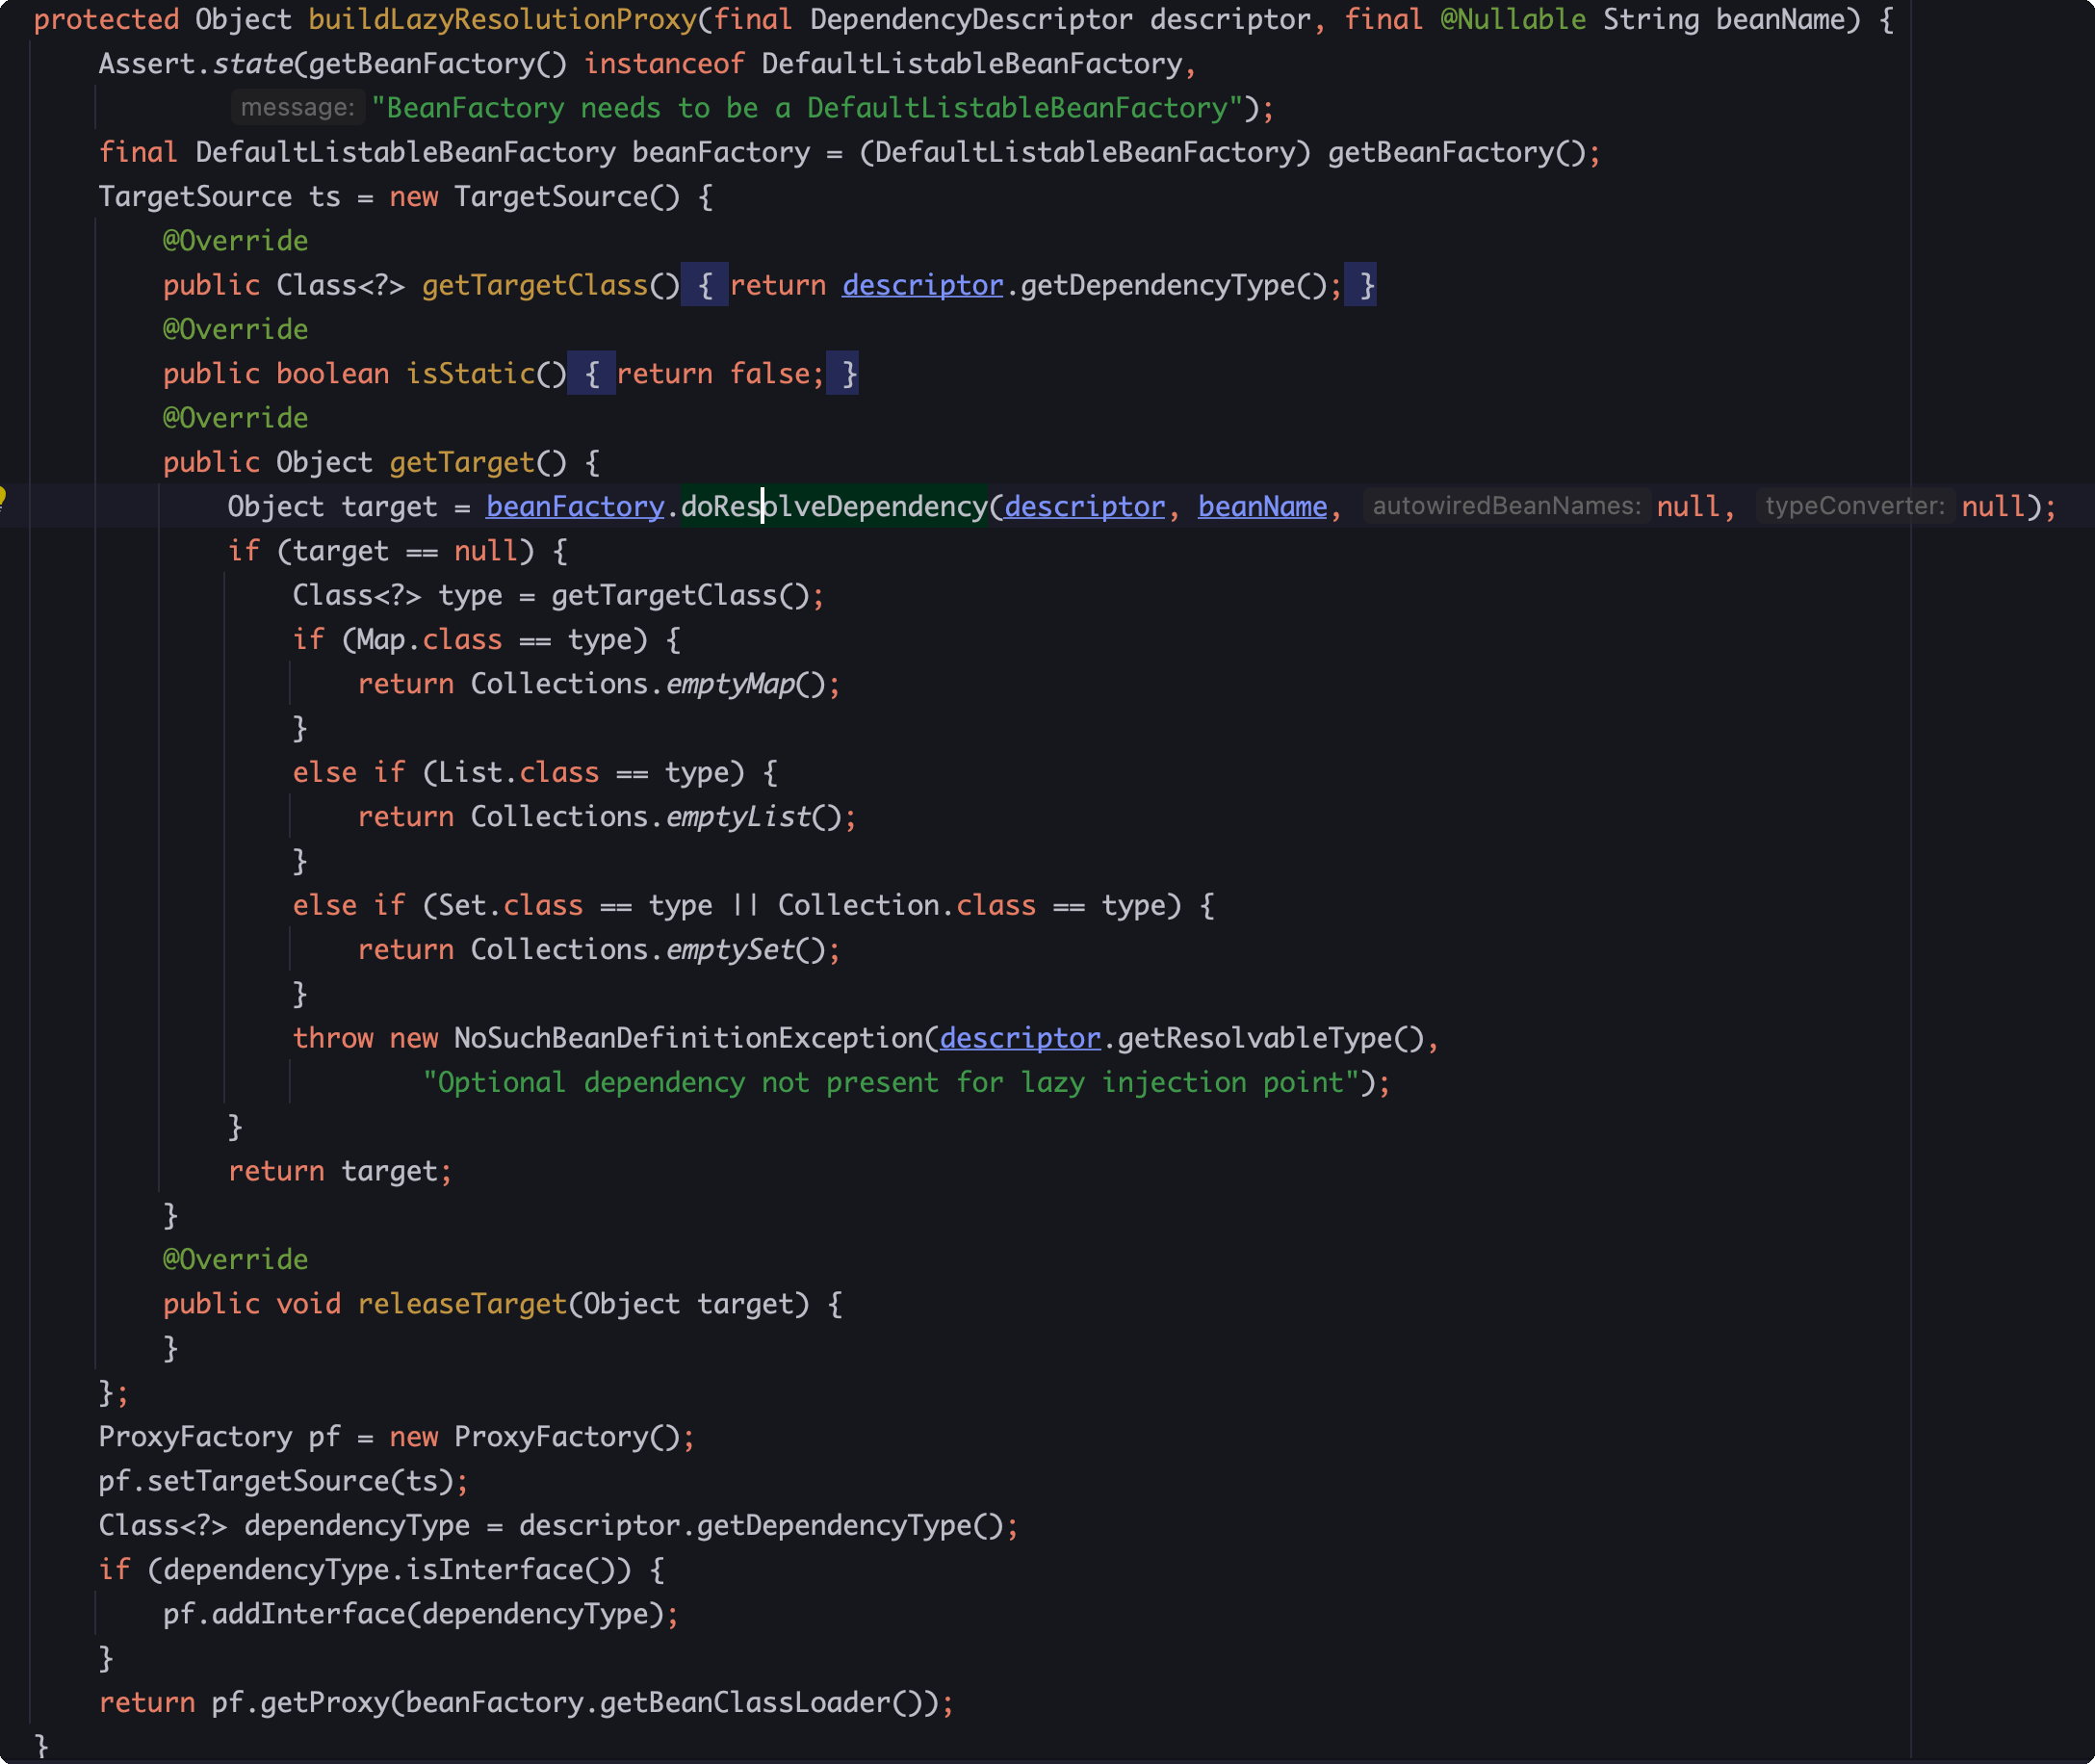 protected Object buildLazyResolutionProxy(final DependencyDescriptor descriptor, final @Nullable String beanName) {
    Assert.state(getBeanFactory() instanceof DefaultListableBeanFactory,
            message: "BeanFactory needs to be a DefaultListableBeanFactory");
    final DefaultListableBeanFactory beanFactory = (DefaultListableBeanFactory) getBeanFactory();
    TargetSource ts = new TargetSource() {
        @Override
        public Class<?> getTargetClass() { return descriptor.getDependencyType(); }
        @Override
        public boolean isStatic() { return false; }
        @Override
        public Object getTarget() {
            Object target = beanFactory.doResolveDependency(descriptor, beanName, autowiredBeanNames: null, typeConverter: null);
            if (target == null) {
                Class<?> type = getTargetClass();
                if (Map.class == type) {
                    return Collections.emptyMap();
                }
                else if (List.class == type) {
                    return Collections.emptyList();
                }
                else if (Set.class == type || Collection.class == type) {
                    return Collections.emptySet();
                }
                throw new NoSuchBeanDefinitionException(descriptor.getResolvableType(),
                        "Optional dependency not present for lazy injection point");
            }
            return target;
        }
        @Override
        public void releaseTarget(Object target) {
        }
    };
    ProxyFactory pf = new ProxyFactory();
    pf.setTargetSource(ts);
    Class<?> dependencyType = descriptor.getDependencyType();
    if (dependencyType.isInterface()) {
        pf.addInterface(dependencyType);
    }
    return pf.getProxy(beanFactory.getBeanClassLoader());
}